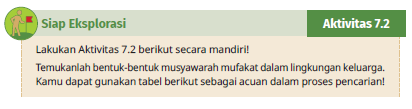 Siap Eksplorasi
Aktivitas 7.2
Lakukan Aktivitas 7.2 berikut secara mandiri!
Temukanlah bentuk-bentuk musyawarah mufakat dalam lingkungan keluarga.
Kamu dapat gunakan tabel berikut sebagai acuan dalam proses pencarian!